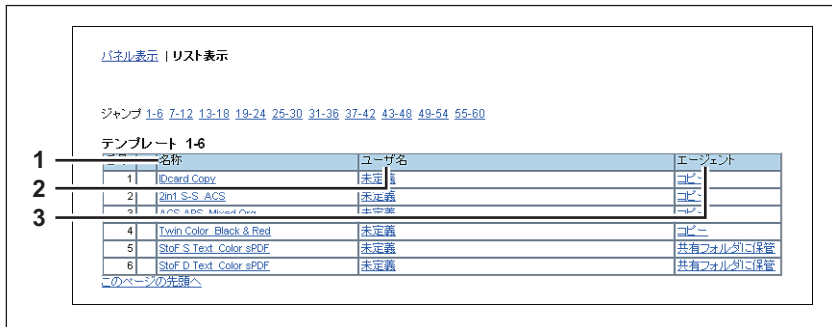 パネル表示 | リスト表示
ジャンプ 1-6 7-12 13-18 19-24 25-30 31-36 37-42 43-48 49-54 55-60
テンプレート 1-6
1 名称 ユーザ名 エージェント
1 IDcard Copy 未定義 コピー
2
2 2in1 S-S ACS 未定義 コピー
3
3 ACS APS Mixed Org 未定義 コピー
4 Twin Color Black & Red 未定義 コピー
5 StoF S Text Color sPDF 未定義 共有フォルダに保管
6 StoF D Text Color sPDF 未定義 共有フォルダに保管
このページの先頭へ